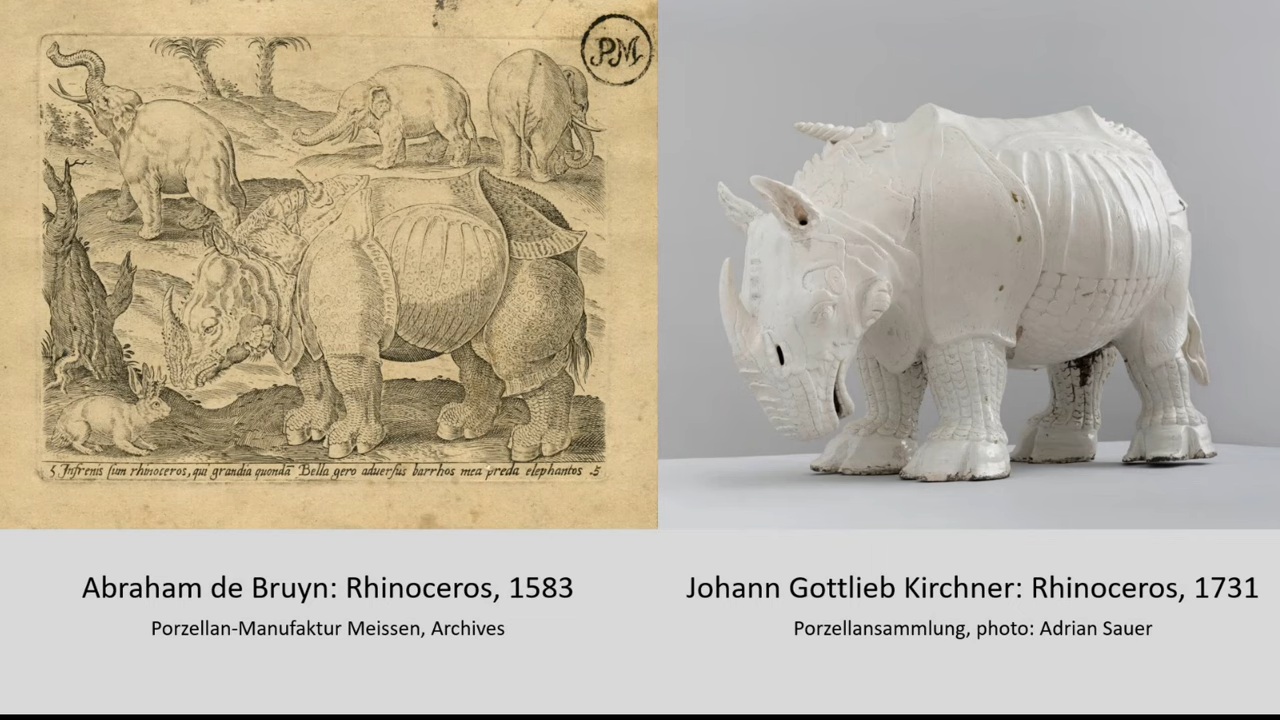 PM
5. Infrenis sum rhinoceros, qui grandia quondā Bella gero aduersus barrhos mea preda elephantos .5
Abraham de Bruyn: Rhinoceros, 1583
Porzellan-Manufaktur Meissen, Archives
Johann Gottlieb Kirchner: Rhinoceros, 1731
Porzellansammlung, photo: Adrian Sauer